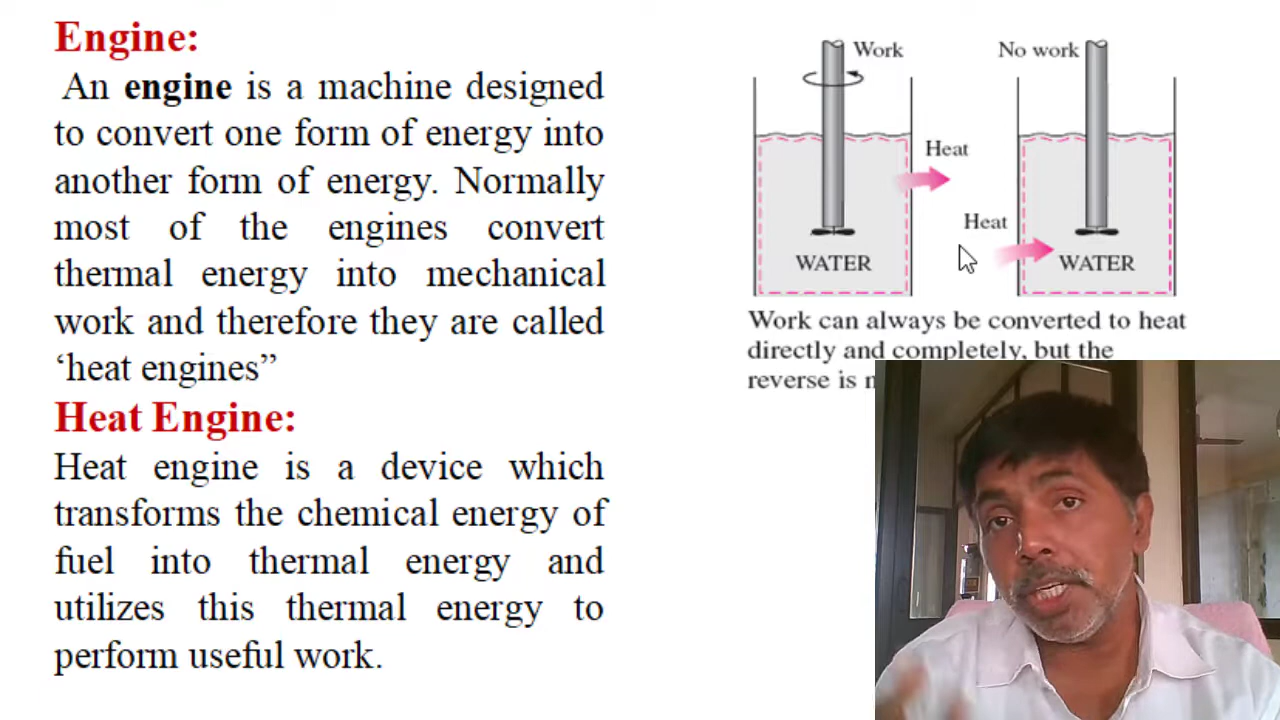 Engine:
An engine is a machine designed
to convert one form of energy into
another form of energy. Normally
most of the engines convert
thermal energy into mechanical
work and therefore they are called
‘heat engines”
Heat Engine:
Heat engine is a device which
transforms the chemical energy of
fuel into thermal energy and
utilizes this thermal energy to
perform useful work.
Work
No work
Heat
Heat
WATER
WATER
Work can always be converted to heat
directly and completely, but the
reverse is